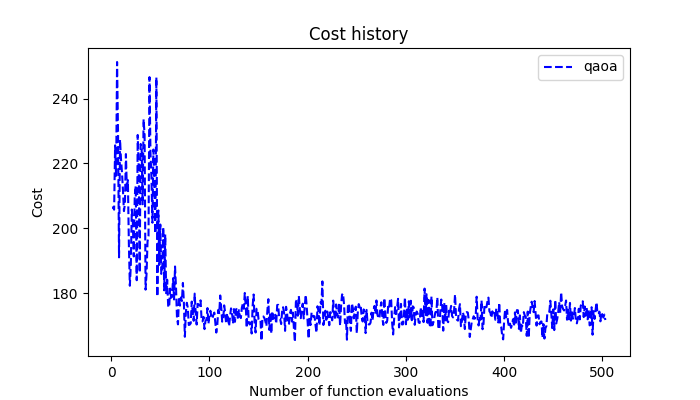 Cost history
qaoa
Cost
240
220
200
180
0 100 200 300 400 500
Number of function evaluations